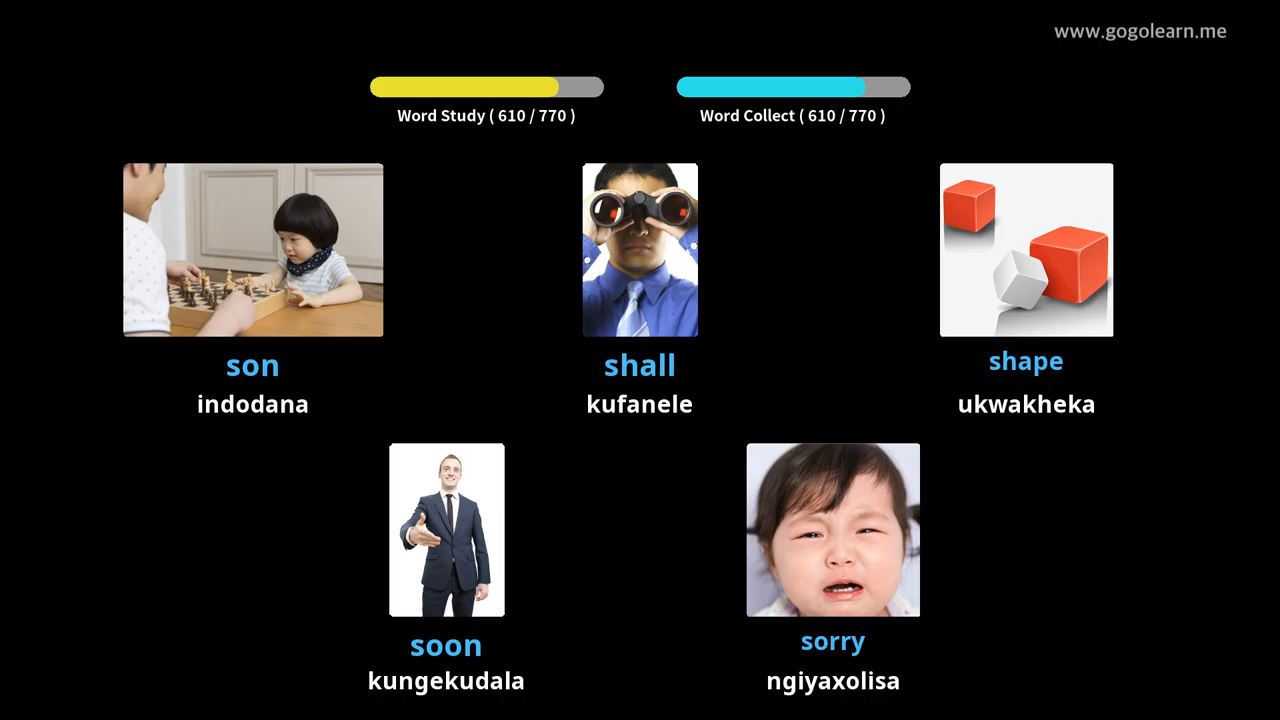 www.gogolearn.me
Word Study ( 610 / 770 )
Word Collect ( 610 / 770 )
son
indodana
shall
kufanele
shape
ukwakheka
soon
kungekudala
sorry
ngiyaxolisa